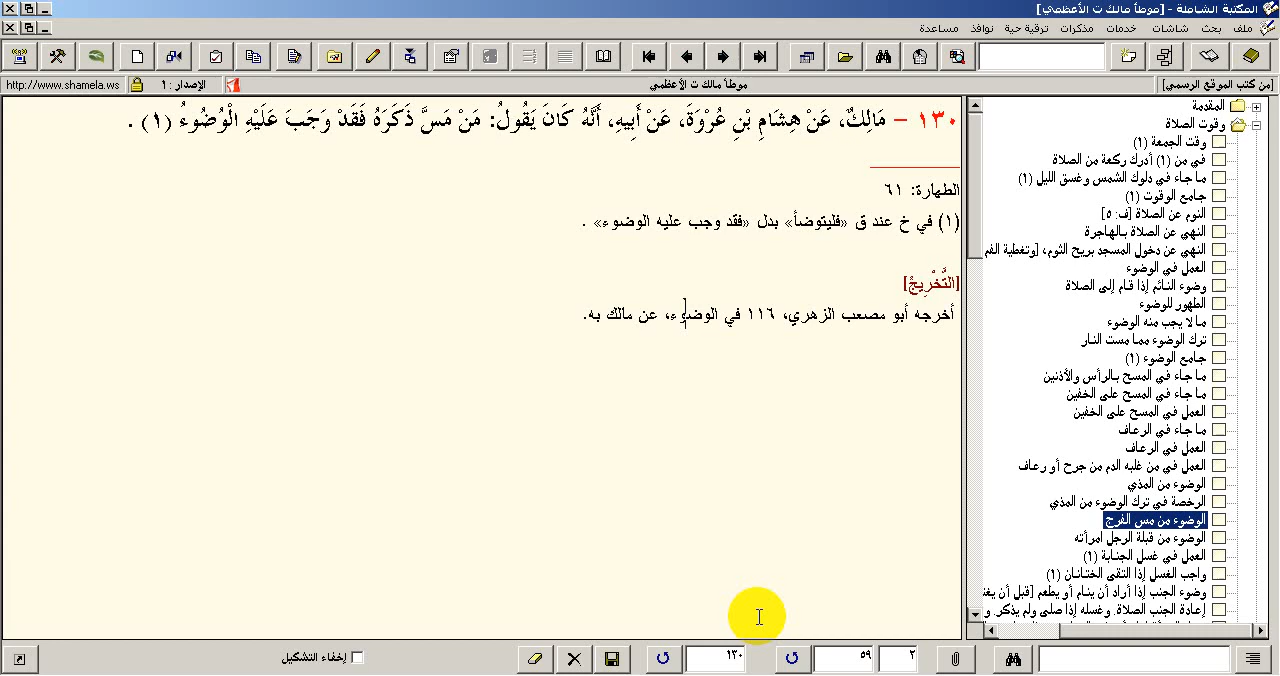 المكتبة الشاملة - [موطأ مالك ت الأعظمي]
ملف بحث شاشات خدمات مذكرات ترقية حية نوافذ مساعدة
[من كتب الموقع الرسمي]
موطأ مالك ت الأعظمي
الإصدار : ١
http://www.shamela.ws
المقدمة
وقوت الصلاة
وقت الجمعة (١)
في من (١) أدرك ركعة من الصلاة
ما جاء في دلوك الشمس وغسق الليل (١)
جامع الوقوت (١)
النوم عن الصلاة [ف: ٥]
النهي عن الصلاة بالهاجرة
النهي عن دخول المسجد بريح الثوم، [وتغطية الفم
العمل في الوضوء
وضوء النائم إذا قام إلى الصلاة
الطهور للوضوء
ما لا يجب منه الوضوء
ترك الوضوء مما مست النار
جامع الوضوء (١)
ما جاء في المسح بالرأس والأذنين
ما جاء في المسح على الخفين
العمل في المسح على الخفين
ما جاء في الرعاف
العمل في الرعاف
العمل في من غلبه الدم من جرح أو رعاف
الوضوء من المذي
الرخصة في ترك الوضوء من المذي
الوضوء من مس الفرج
الوضوء من قبلة الرجل امرأته
العمل في غسل الجنابة (١)
واجب الغسل إذا التقى الختانان (١)
وضوء الجنب إذا أراد أن ينام أو يطعم [قبل أن يغت
إعادة الجنب الصلاة. وغسله إذا صلى ولم يذكر. و
١٣٠ - مَالِكٌ، عَنْ هِشَامِ بْنِ عُرْوَةَ، عَنْ أَبِيهِ، أَنَّهُ كَانَ يَقُولُ: مَنْ مَسَّ ذَكَرَهُ فَقَدْ وَجَبَ عَلَيْهِ الْوُضُوءُ (١) .
الطهارة: ٦١
(١) في خ عند ق «فليتوضأ» بدل «فقد وجب عليه الوضوء» .
[التَّخْرِيجُ]
أخرجه أبو مصعب الزهري، ١١٦ في الوضوء، عن مالك به.
٢ ٥٩ ١٣٠
إخفاء التشكيل